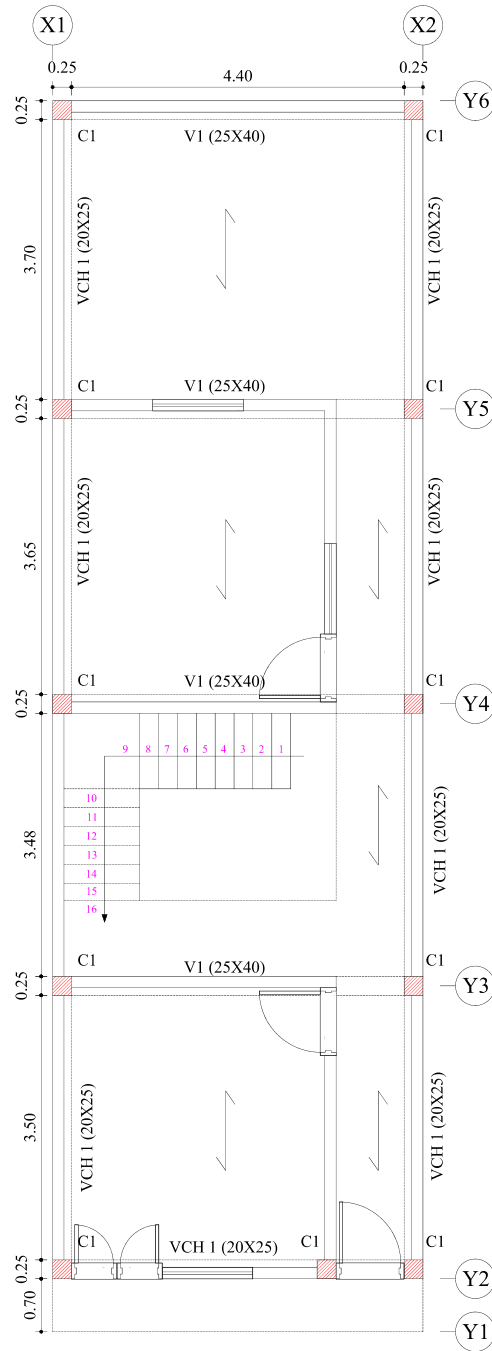 X1 X2
0.25 4.40 0.25
Y6
0.25
C1 V1 (25X40) C1
VCH 1 (20X25) VCH 1 (20X25)
3.70
C1 V1 (25X40) C1
0.25 Y5
VCH 1 (20X25) VCH 1 (20X25)
3.65
C1 V1 (25X40) C1
0.25 Y4
9 8 7 6 5 4 3 2 1
10
11
12
13
14
15
16
3.48
VCH 1 (20X25)
C1 V1 (25X40) C1
0.25 Y3
VCH 1 (20X25) VCH 1 (20X25)
3.50
C1 VCH 1 (20X25) C1 C1
0.25 Y2
0.70
Y1